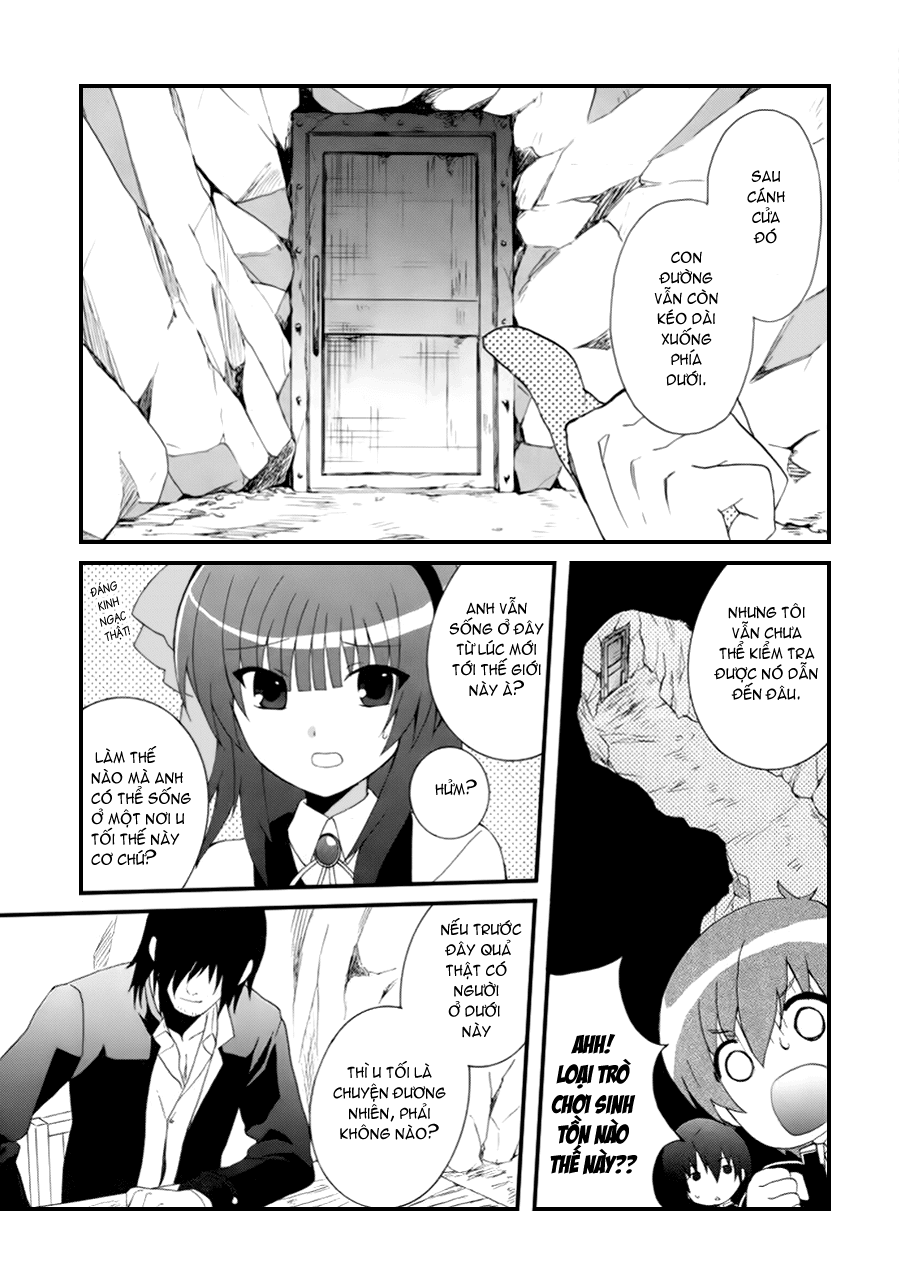 SAU
CÁNH
CỬA
ĐÓ
CON
ĐƯỜNG
VẪN CÒN
KÉO DÀI
XUỐNG
PHÍA
DƯỚI.
NHƯNG TÔI
VẪN CHƯA
THỂ KIỂM TRA
ĐƯỢC NÓ DẪN
ĐẾN ĐÂU.
AHH!
LOẠI TRÒ
CHƠI SINH
TỒN NÀO
THẾ NÀY??
ANH VẪN
SỐNG Ở ĐÂY
TỪ LÚC MỚI
TỚI THẾ GIỚI
NÀY À?
HỬM?
ĐÁNG
KINH
NGẠC
THẬT!
LÀM THẾ
NÀO MÀ ANH
CÓ THỂ SỐNG
Ở MỘT NƠI U
TỐI THẾ NÀY
CƠ CHÚ?
NẾU TRƯỚC
ĐÂY QUẢ
THẬT CÓ
NGƯỜI
Ở DƯỚI
NÀY
THÌ U TỐI LÀ
CHUYỆN ĐƯƠNG
NHIÊN, PHẢI
KHÔNG NÀO?